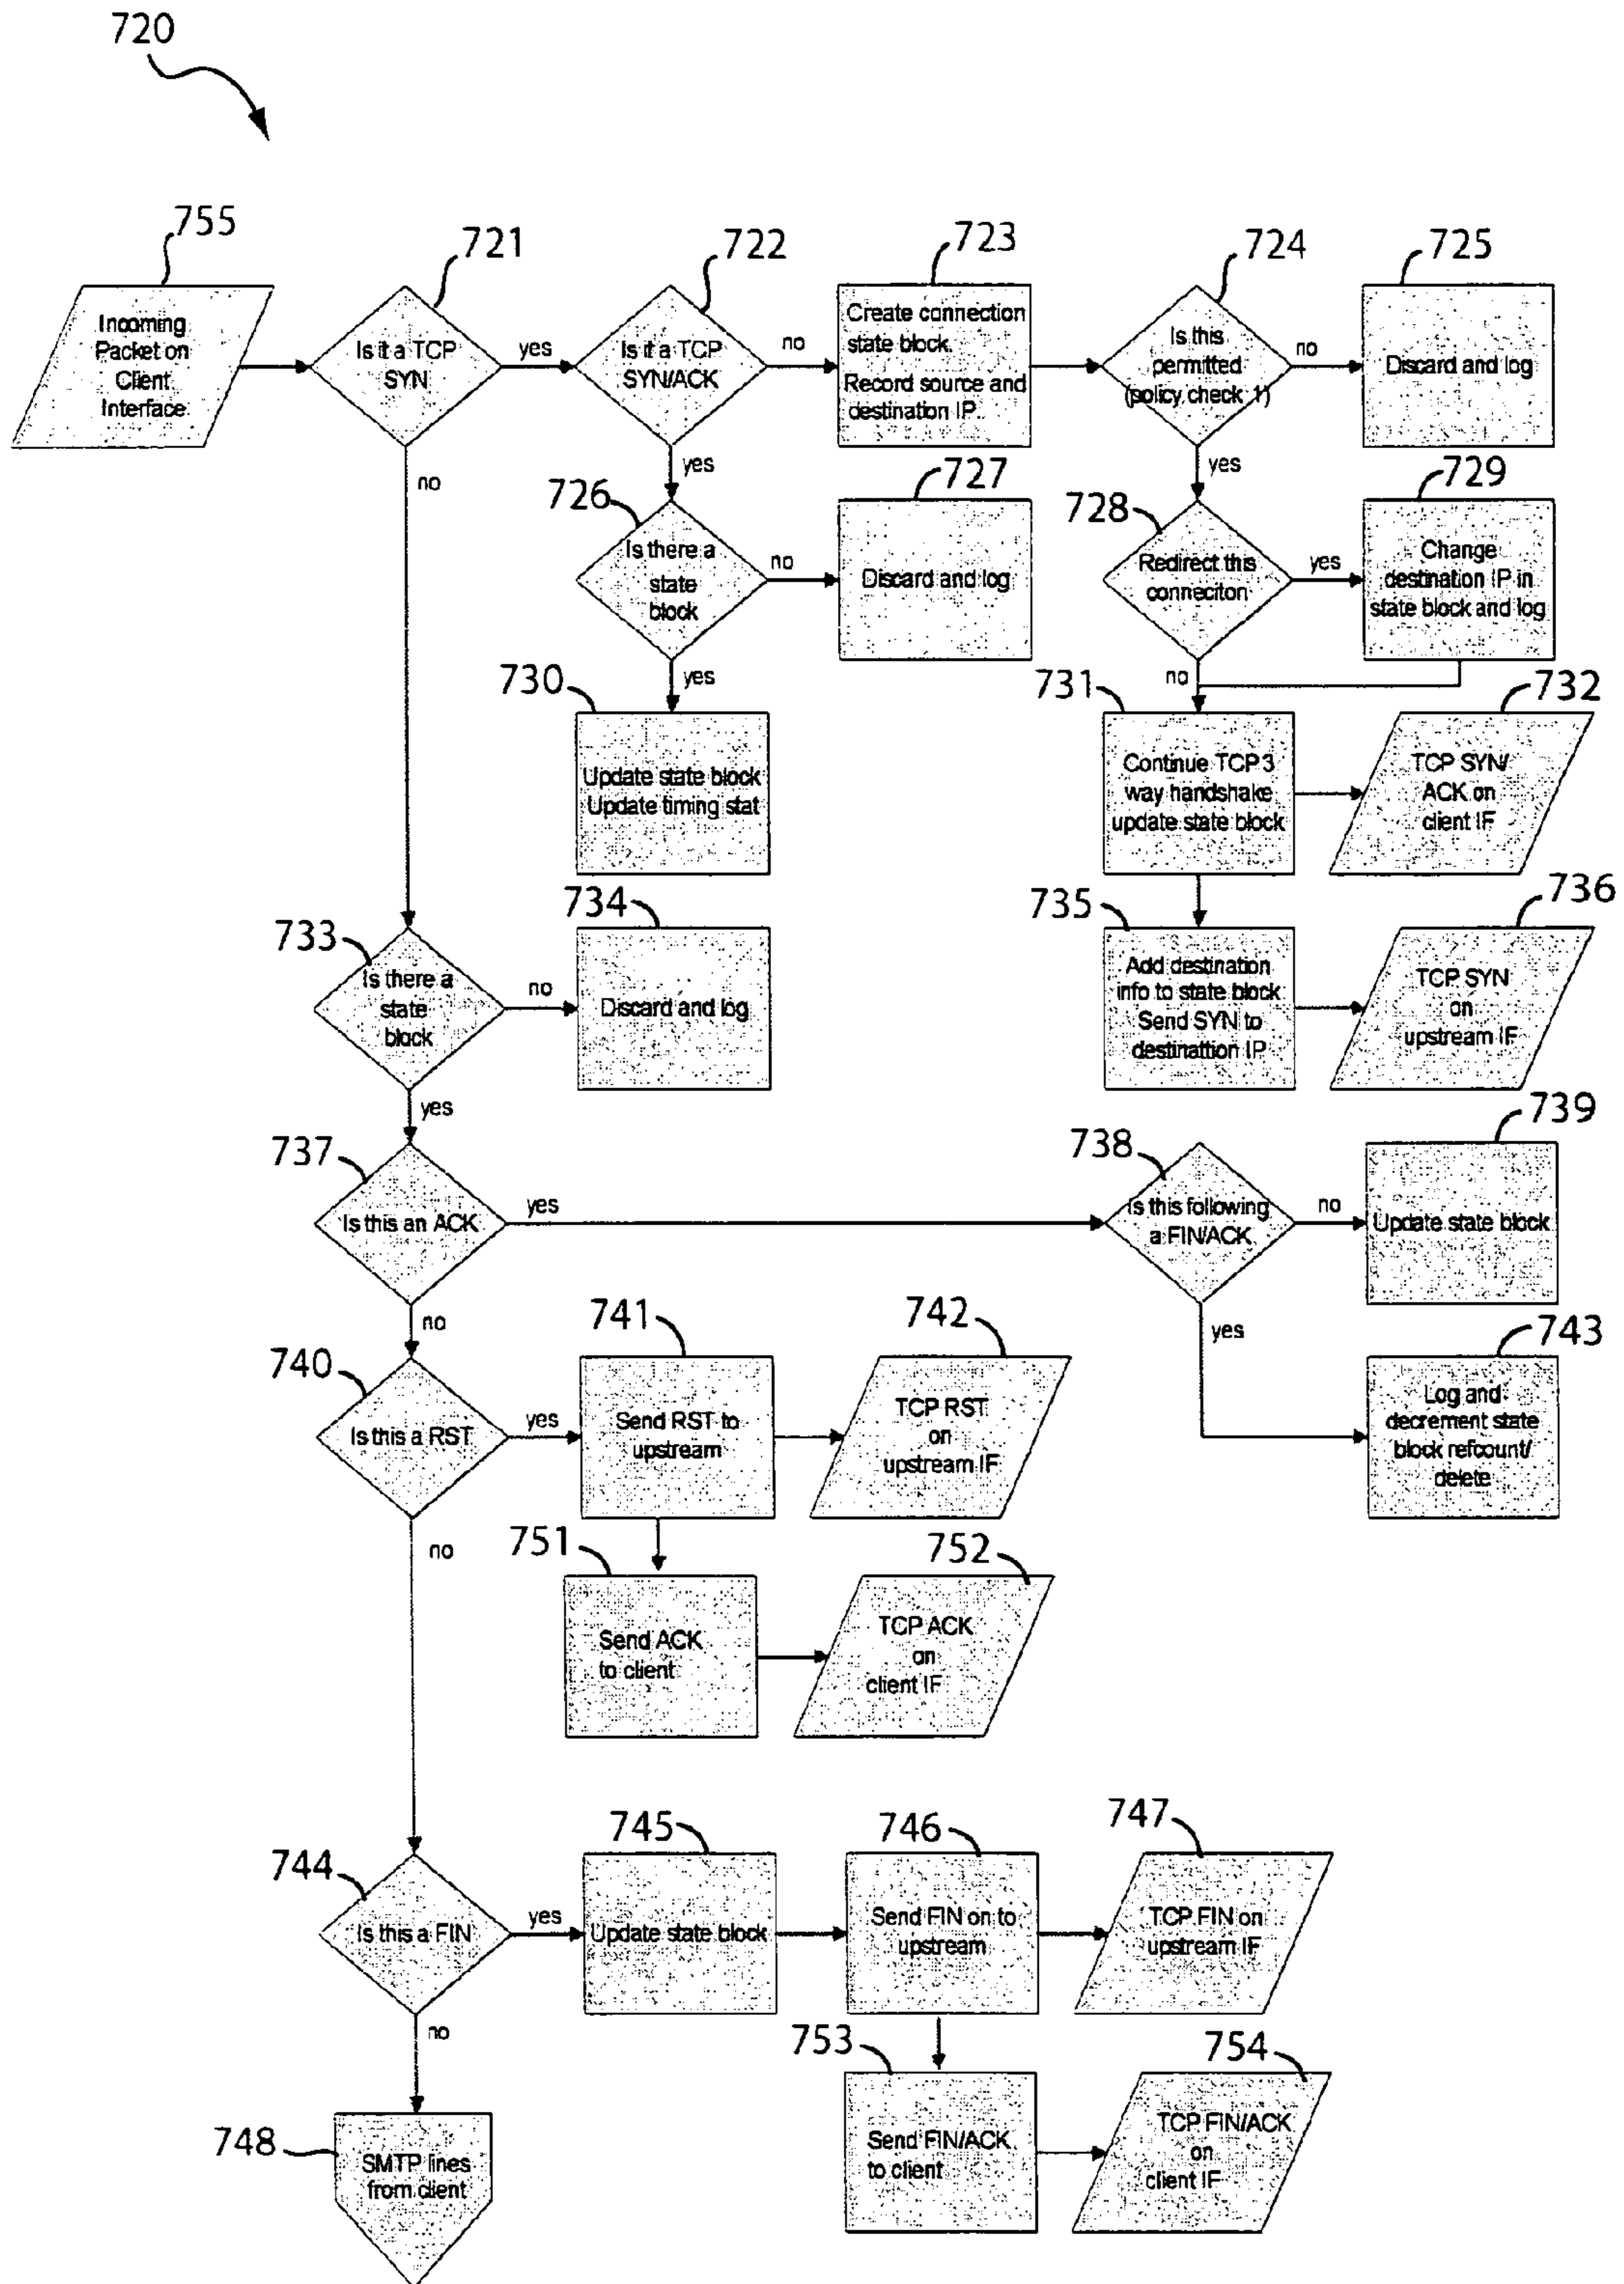 720
755
721
722
723
724
725
Incoming
Packet on
Client
Interface
Is it a TCP
SYN
yes
Is it a TCP
SYN/ACK
no
Create connection
state block.
Record source and
destination IP.
Is this
permitted
(policy check 1)
no
Discard and log
no
yes
yes
726
727
728
729
Is there a
state
block
no
Discard and log
Redirect this
conneciton
yes
Change
destination IP in
state block and log
yes
no
730
731
732
Update state block
Update timing stat
Continue TCP 3
way handshake
update state block
TCP SYN/
ACK on
client IF
733
734
735
736
Is there a
state
block
no
Discard and log
Add destination
info to state block
Send SYN to
destinattion IP
TCP SYN
on
upstream IF
yes
737
738
739
Is this an ACK
yes
Is this following
a FIN/ACK
no
Update state block
no
yes
740
741
742
743
Is this a RST
yes
Send RST to
upstream
TCP RST
on
upstream IF
Log and
decrement state
block refcount/
delete
no
751
752
Send ACK
to client
TCP ACK
on
client IF
744
745
746
747
Is this a FIN
yes
Update state block
Send FIN on to
upstream
TCP FIN on
upstream IF
no
753
754
Send FIN/ACK
to client
TCP FIN/ACK
on
client IF
748
SMTP lines
from client